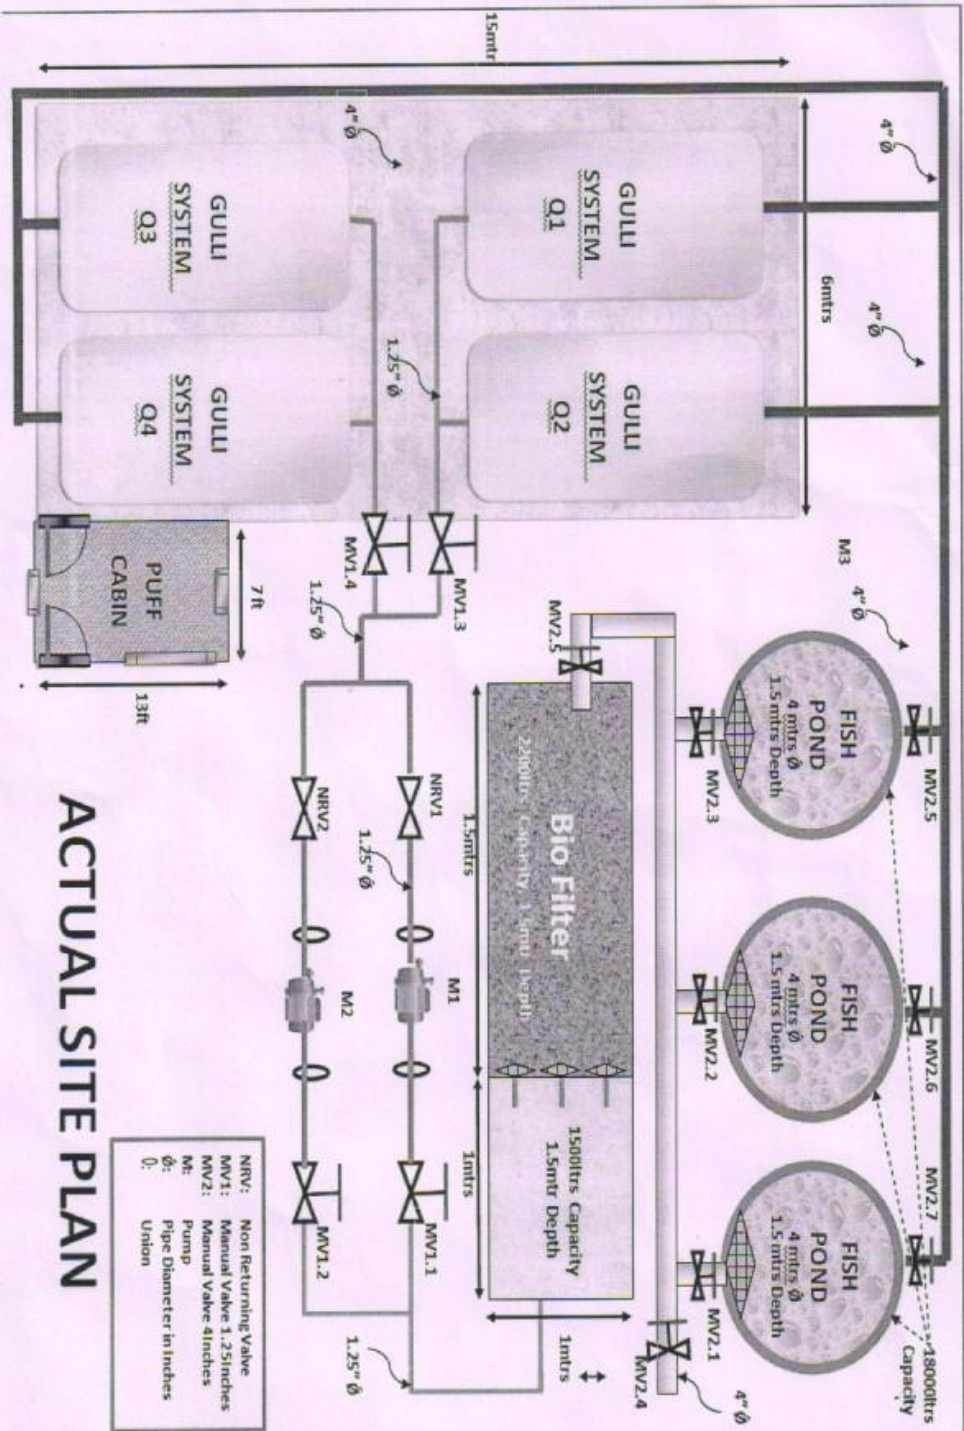 4" Ø
4" Ø
MV2.5
MV2.6
MV2.7
18000ltrs
Capacity
15mtr
6mtrs
M3
4" Ø
FISH
POND
4 mtrs Ø
1.5 mtrs Depth
FISH
POND
4 mtrs Ø
1.5 mtrs Depth
FISH
POND
4 mtrs Ø
1.5 mtrs Depth
GULLI
SYSTEM
Q1
GULLI
SYSTEM
Q2
MV2.3
MV2.2
MV2.1
MV2.4
4" Ø
MV2.5
Bio Filter
2200ltrs Capacity, 1.5mtr Depth
1500ltrs Capacity
1.5mtr Depth
1mtrs
1.5mtrs
1mtrs
4" Ø
1.25" Ø
MV1.3
MV1.4
1.25" Ø
NRV1
M1
MV1.1
1.25" Ø
1.25" Ø
NRV2
M2
MV1.2
GULLI
SYSTEM
Q3
GULLI
SYSTEM
Q4
PUFF
CABIN
7 ft
13ft
NRV: Non Returning Valve
MV1: Manual Valve 1.25Inches
MV2: Manual Valve 4Inches
M: Pump
Ø: Pipe Diameter in Inches
0: Union
ACTUAL SITE PLAN